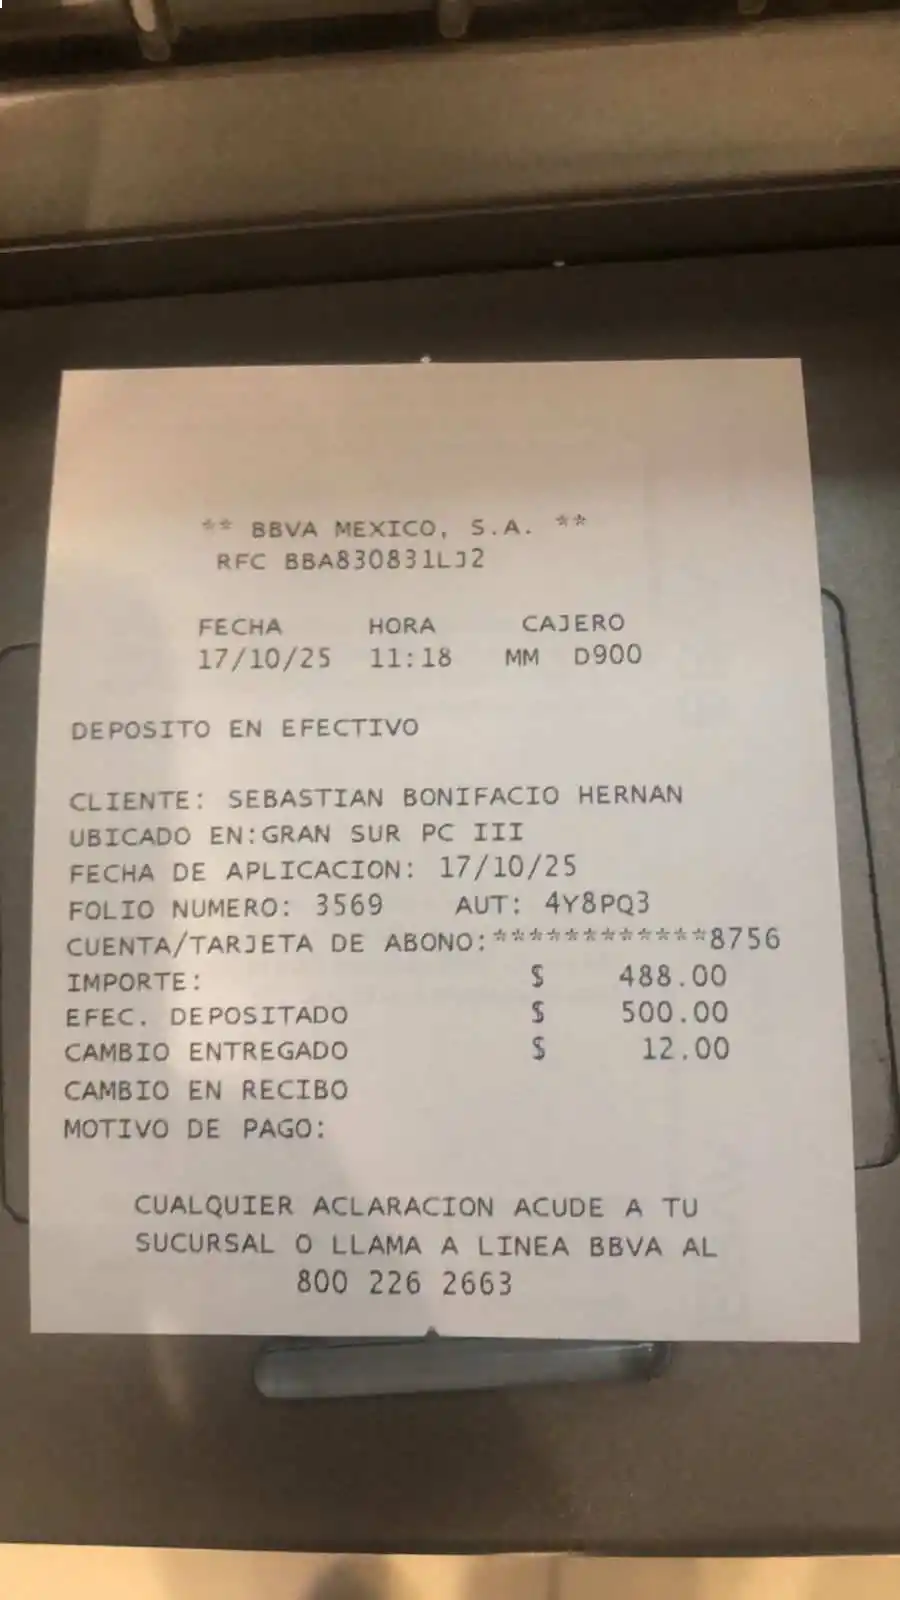 ** BBVA MEXICO, S.A. **
RFC BBA830831LJ2
FECHA HORA CAJERO
17/10/25 11:18 MM D900
DEPOSITO EN EFECTIVO
CLIENTE: SEBASTIAN BONIFACIO HERNAN
UBICADO EN:GRAN SUR PC III
FECHA DE APLICACION: 17/10/25
FOLIO NUMERO: 3569 AUT: 4Y8PQ3
CUENTA/TARJETA DE ABONO:************8756
IMPORTE: $ 488.00
EFEC. DEPOSITADO $ 500.00
CAMBIO ENTREGADO $ 12.00
CAMBIO EN RECIBO
MOTIVO DE PAGO:
CUALQUIER ACLARACION ACUDE A TU
SUCURSAL O LLAMA A LINEA BBVA AL
800 226 2663